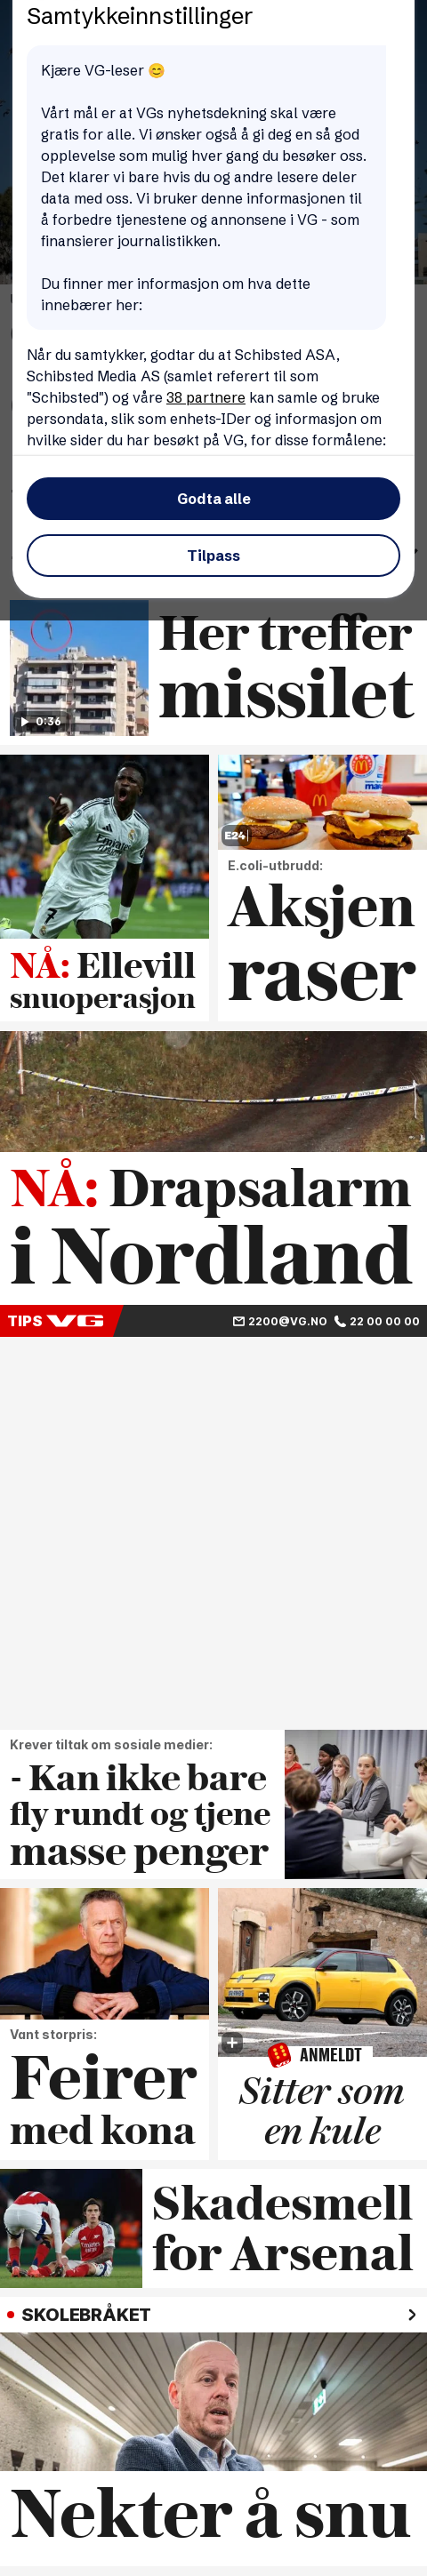 Samtykkeinnstillinger
Kjære VG-leser 😊
Vårt mål er at VGs nyhetsdekning skal være
gratis for alle. Vi ønsker også å gi deg en så god
opplevelse som mulig hver gang du besøker oss.
Det klarer vi bare hvis du og andre lesere deler
data med oss. Vi bruker denne informasjonen til
å forbedre tjenestene og annonsene i VG - som
finansierer journalistikken.
Du finner mer informasjon om hva dette
innebærer her:
Når du samtykker, godtar du at Schibsted ASA,
Schibsted Media AS (samlet referert til som
"Schibsted") og våre 38 partnere kan samle og bruke
persondata, slik som enhets-IDer og informasjon om
hvilke sider du har besøkt på VG, for disse formålene:
Godta alle
Tilpass
0:36
Her treffer
missilet
NÅ: Ellevill
snuoperasjon
E24
E.coli-utbrudd:
Aksjen
raser
NÅ: Drapsalarm
i Nordland
TIPS VG
2200@VG.NO 22 00 00 00
Krever tiltak om sosiale medier:
- Kan ikke bare
fly rundt og tjene
masse penger
Vant storpris:
Feirer
med kona
ANMELDT
Sitter som
en kule
Skadesmell
for Arsenal
SKOLEBRÅKET
Nekter å snu